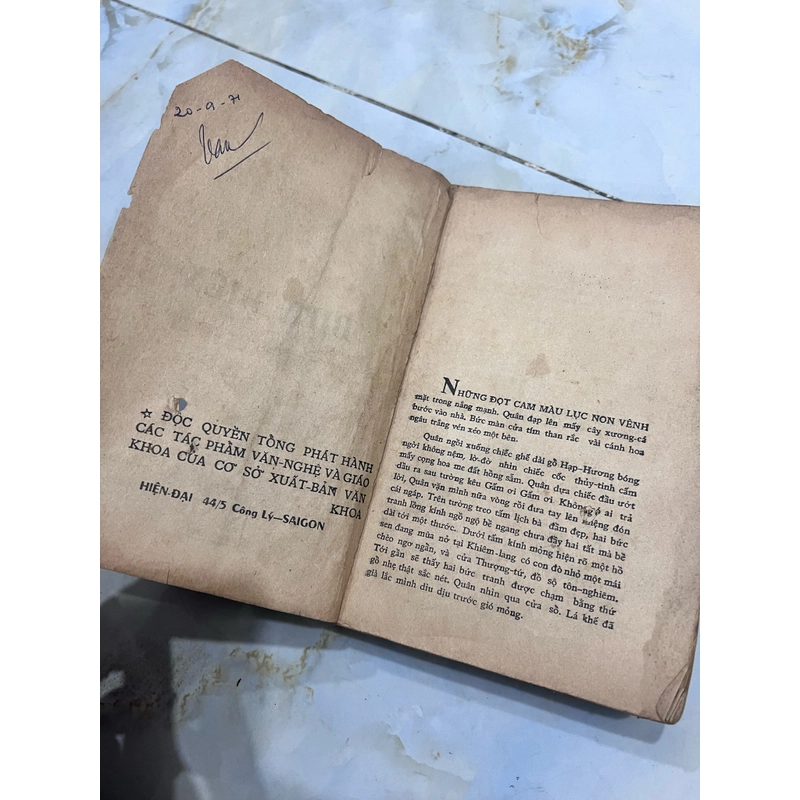 20-9-71
Van
☆ ĐỘC QUYỀN TỔNG PHÁT HÀNH
CÁC TÁC PHẨM VĂN-NGHỆ VÀ GIÁO
KHOA CỦA CƠ SỞ XUẤT-BẢN VĂN
KHOA
HIỆN-ĐẠI 44/5 Công Lý—SAIGON
NHỮNG ĐỌT CAM MÀU LỤC NON VÊNH
mặt trong nắng mạnh. Quân đạp lên mấy cây xương-cá
bước vào nhà. Bức màn cửa tím than rắc vài cánh hoa
ngâu trắng vén xéo một bên.
Quân ngồi xuống chiếc ghế dài gỗ Hạp-Hương bóng
ngời không nệm, lờ-đờ nhìn chiếc cốc thủy-tinh cắm
mấy cọng hoa me đất hồng sẫm. Quân dựa chiếc đầu ướt
dầu ra sau tường kêu Gấm ơi Gấm ơi Không có ai trả
lời, Quân vặn mình nữa vòng rồi đưa tay lên miệng đón
cái ngáp. Trên tường treo tấm lịch bà đầm đẹp, hai bức
tranh lồng kính ngồ ngộ bề ngang chưa đầy hai tất mà bề
dài tới một thước. Dưới tấm kính mỏng hiện rõ một hồ
sen đang mùa nở tại Khiêm-lang có con đò nhỏ một mái
chèo ngơ ngẩn, và cửa Thượng-tứ, đồ sộ tôn-nghiêm.
Tới gần sẽ thấy hai bức tranh được chạm bằng thứ
gỗ nhẹ thật sắc nét. Quân nhìn qua cửa sổ. Lá khế đã
già lắc mình dìu dịu trước gió mỏng.